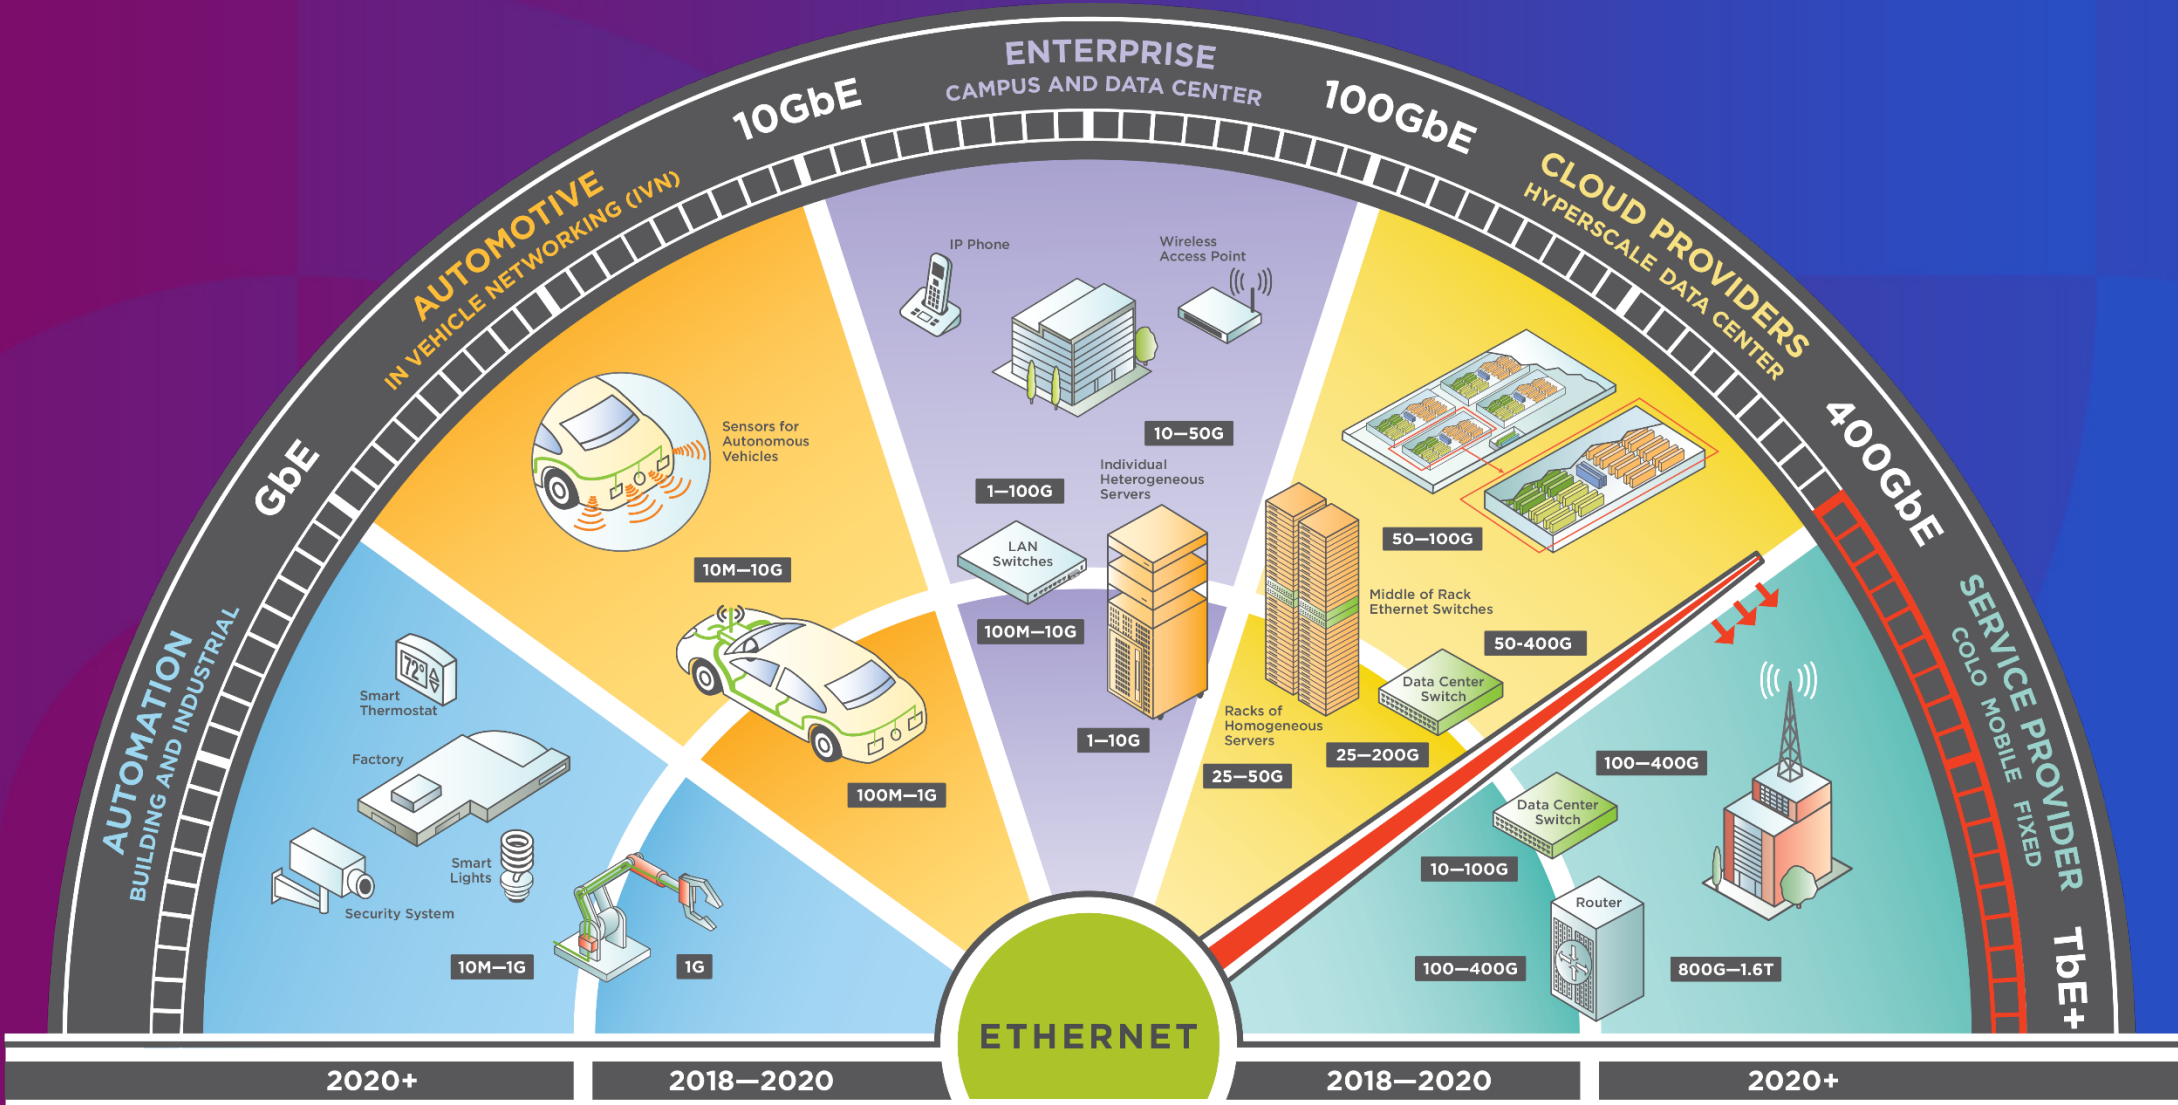 ENTERPRISE
CAMPUS AND DATA CENTER
10GbE
100GbE
AUTOMOTIVE
IN VEHICLE NETWORKING (IVN)
CLOUD PROVIDERS
HYPERSCALE DATA CENTER
GbE
400GbE
AUTOMATION
BUILDING AND INDUSTRIAL
SERVICE PROVIDER
COLO MOBILE FIXED
TbE+
Smart
Thermostat
72°
Factory
Smart
Lights
Security System
10M—1G
1G
Sensors for
Autonomous
Vehicles
10M—10G
100M—1G
IP Phone
Wireless
Access Point
10—50G
1—100G
Individual
Heterogeneous
Servers
LAN
Switches
100M—10G
1—10G
50—100G
Middle of Rack
Ethernet Switches
50-400G
Data Center
Switch
Racks of
Homogeneous
Servers
25—200G
25—50G
100—400G
Data Center
Switch
10—100G
Router
100—400G
800G—1.6T
ETHERNET
2020+
2018—2020
2018—2020
2020+